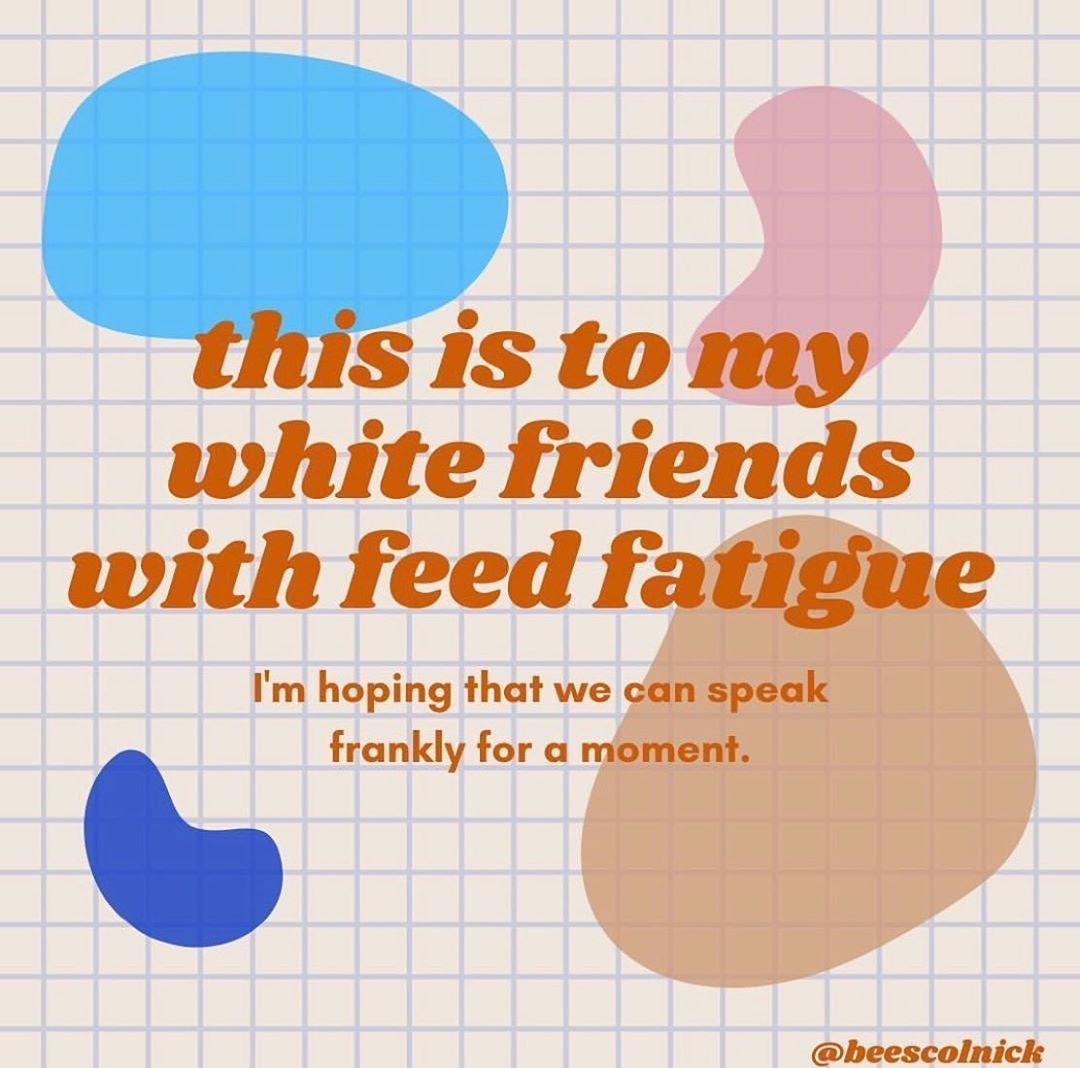 this is to my
white friends
with feed fatigue
I'm hoping that we can speak
frankly for a moment.
@beescolnick